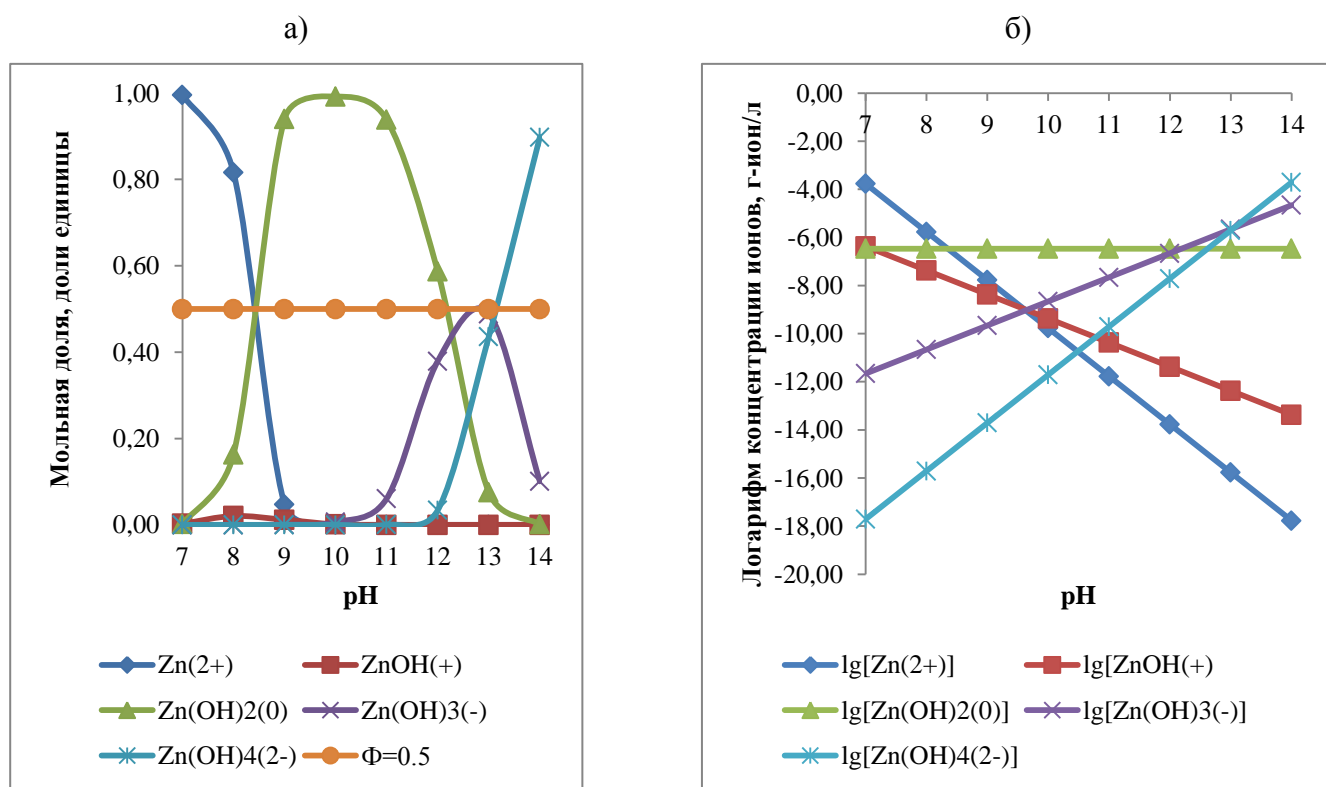 а)
б)
Мольная доля, доли единицы
1,00
0,80
0,60
0,40
0,20
0,00
7 8 9 10 11 12 13 14
pH
Zn(2+)
ZnOH(+)
Zn(OH)2(0)
Zn(OH)3(-)
Zn(OH)4(2-)
Ф=0.5
Логарифм концентрации ионов, г-ион/л
0,00
-2,00
-4,00
-6,00
-8,00
-10,00
-12,00
-14,00
-16,00
-18,00
-20,00
7 8 9 10 11 12 13 14
pH
lg[Zn(2+)]
lg[ZnOH(+)
lg[Zn(OH)2(0)]
lg[Zn(OH)3(-)]
lg[Zn(OH)4(2-)]